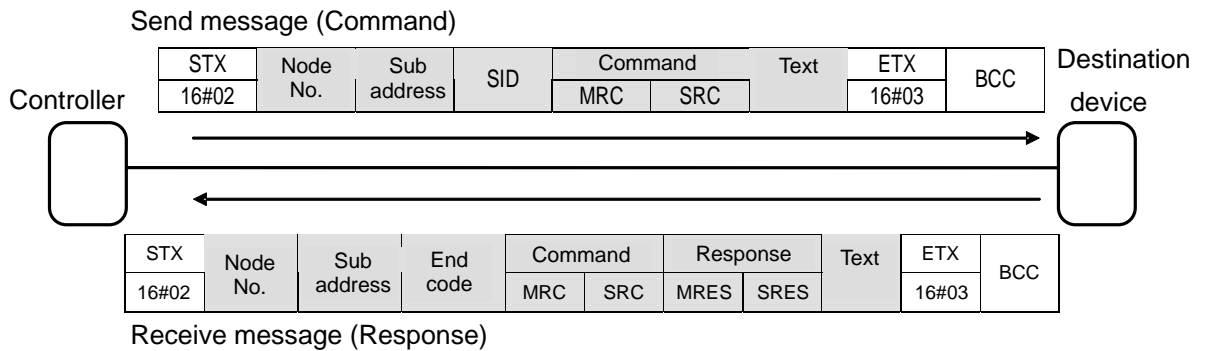 Send message (Command)
STX Node No. Sub address SID Command Text ETX BCC
16#02 MRC SRC 16#03
Controller
Destination device
STX Node No. Sub address End code Command Response Text ETX BCC
16#02 MRC SRC MRES SRES 16#03
Receive message (Response)